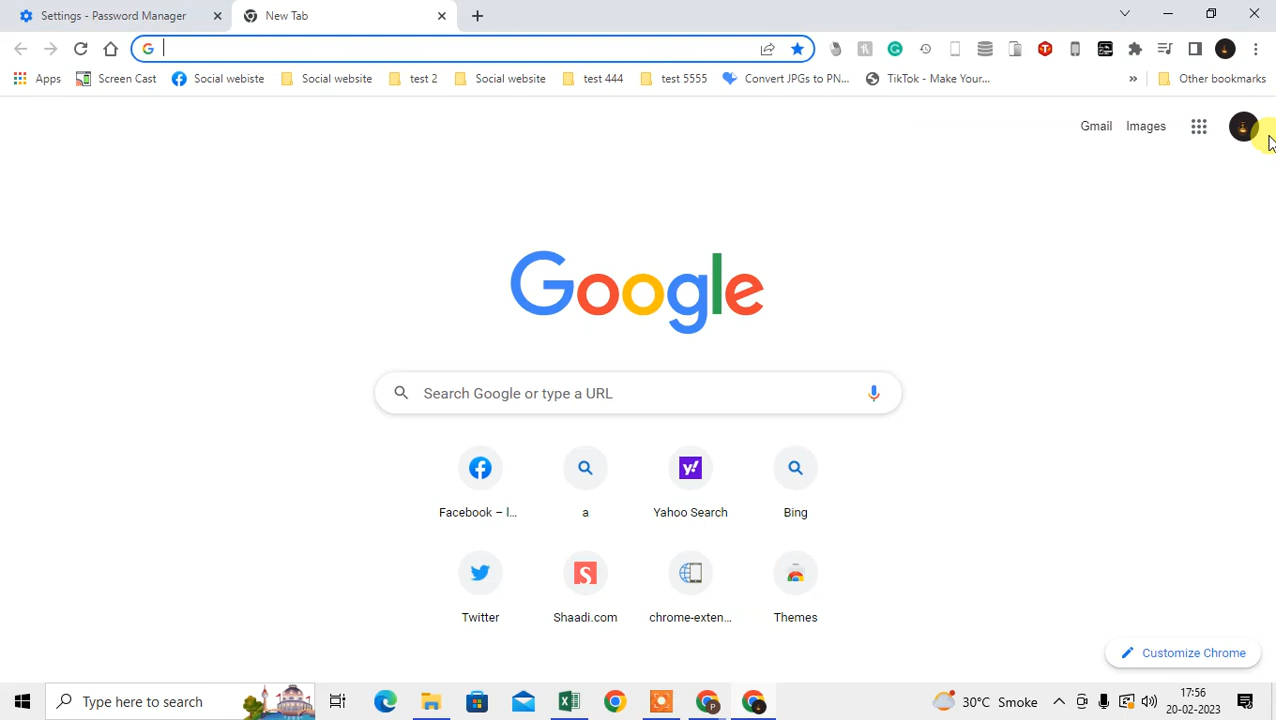 Settings - Password Manager
New Tab
Apps
Screen Cast
Social webiste
Social website
test 2
Social website
test 444
test 5555
Convert JPGs to PN...
TikTok - Make Your...
»
Other bookmarks
Gmail
Images
Google
Search Google or type a URL
Facebook – l...
a
Yahoo Search
Bing
Twitter
Shaadi.com
chrome-exten...
Themes
Customize Chrome
Type here to search
30°C Smoke
7:56
20-02-2023